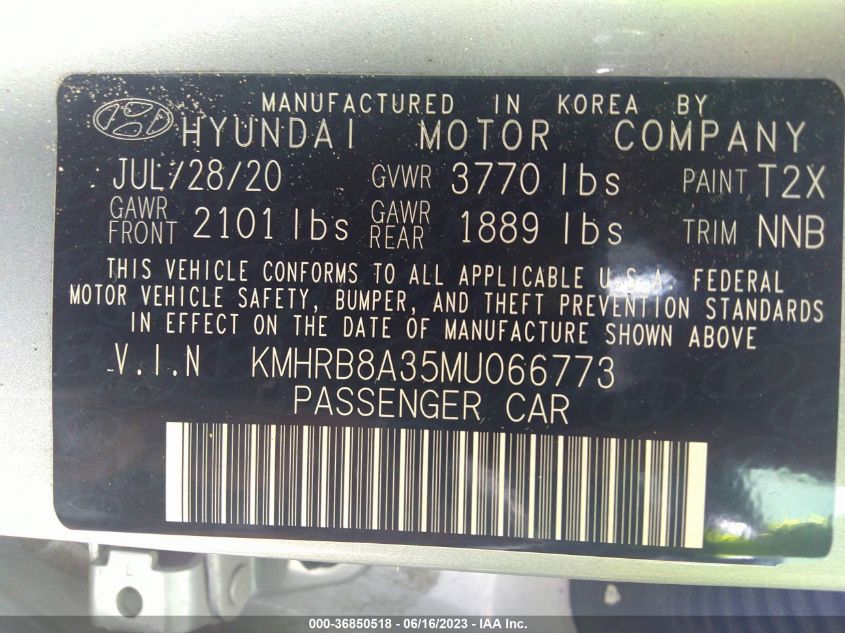 MANUFACTURED IN KOREA BY
HYUNDAI MOTOR COMPANY
JUL/28/20 GVWR 3770 lbs PAINT T2X
GAWR FRONT 2101 lbs GAWR REAR 1889 lbs TRIM NNB
THIS VEHICLE CONFORMS TO ALL APPLICABLE U.S.A. FEDERAL
MOTOR VEHICLE SAFETY, BUMPER, AND THEFT PREVENTION STANDARDS
IN EFFECT ON THE DATE OF MANUFACTURE SHOWN ABOVE
V.I.N KMHRB8A35MU066773
PASSENGER CAR
L
000-36850518 - 06/16/2023 - IAA Inc.